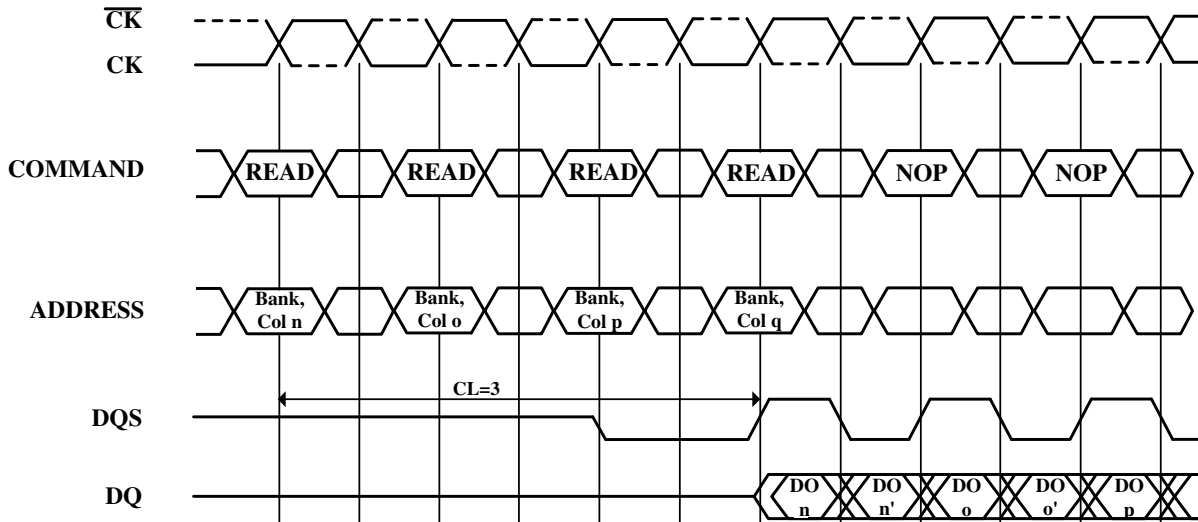 CK
CK
COMMAND READ READ READ READ NOP NOP
ADDRESS Bank, Col n Bank, Col o Bank, Col p Bank, Col q
CL=3
DQS
DQ DO n DO n' DO o DO o' DO p